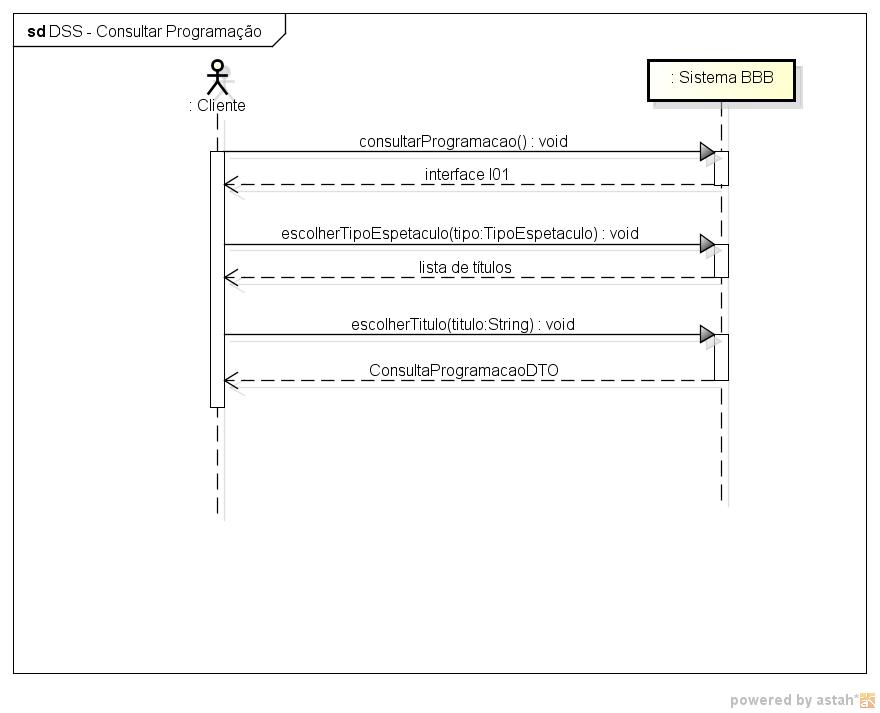 sd DSS - Consultar Programação
: Cliente
: Sistema BBB
consultarProgramacao() : void
interface I01
escolherTipoEspetaculo(tipo:TipoEspetaculo) : void
lista de títulos
escolherTitulo(titulo:String) : void
ConsultaProgramacaoDTO
powered by astah*